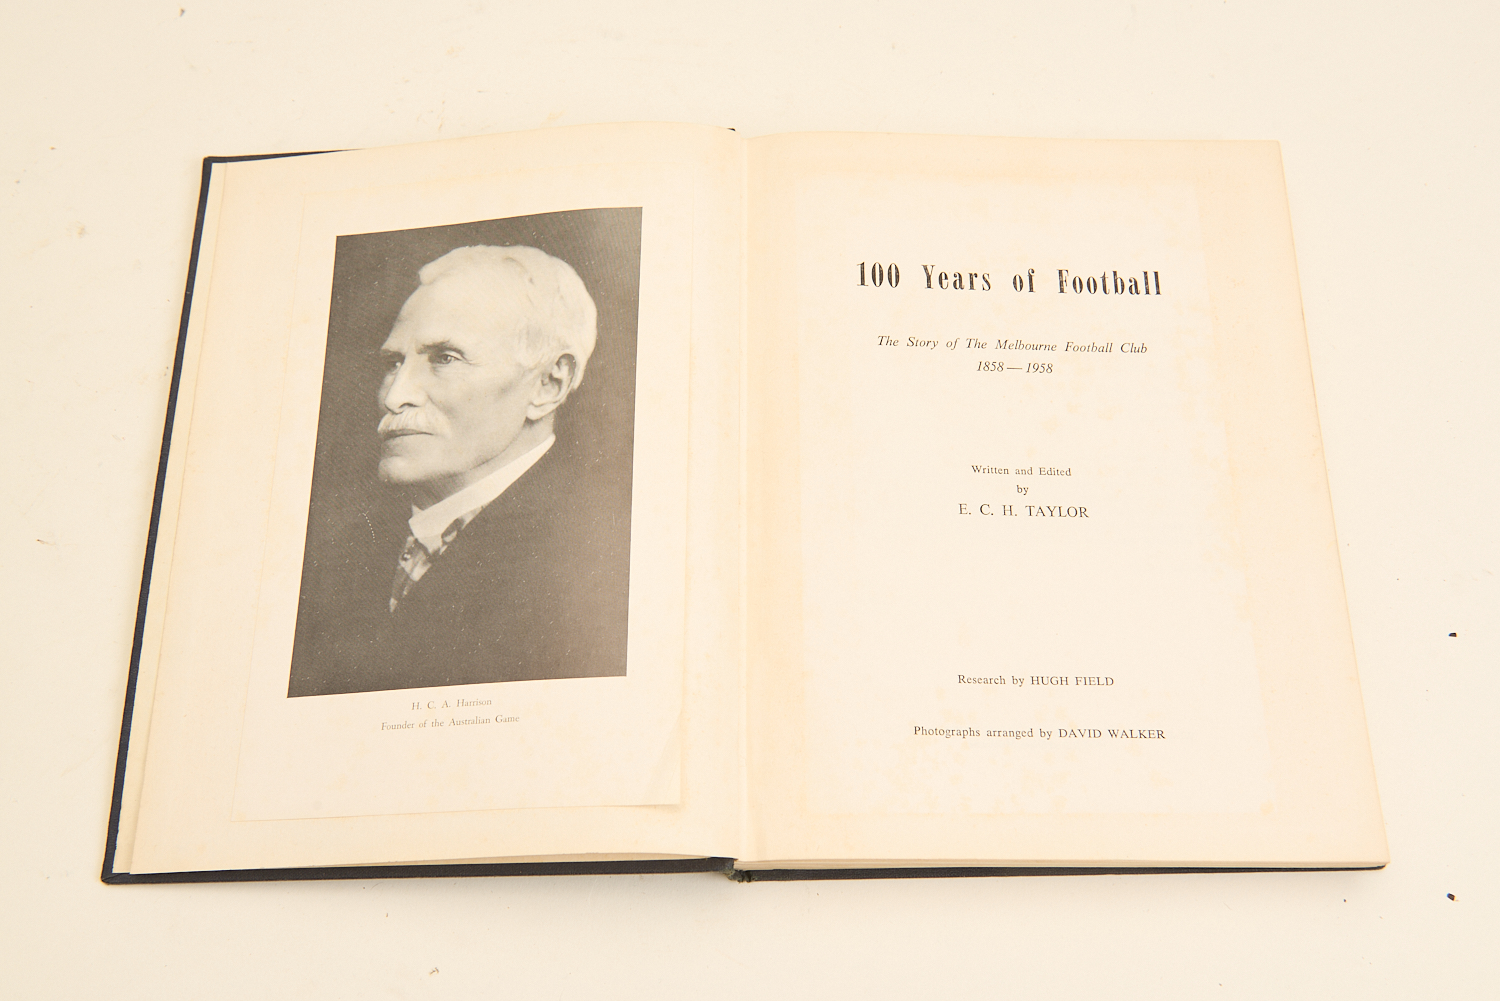 H. C. A. Harrison
Founder of the Australian Game
100 Years of Football
The Story of The Melbourne Football Club
1858—1958
Written and Edited
by
E. C. H. TAYLOR
Research by HUGH FIELD
Photographs arranged by DAVID WALKER